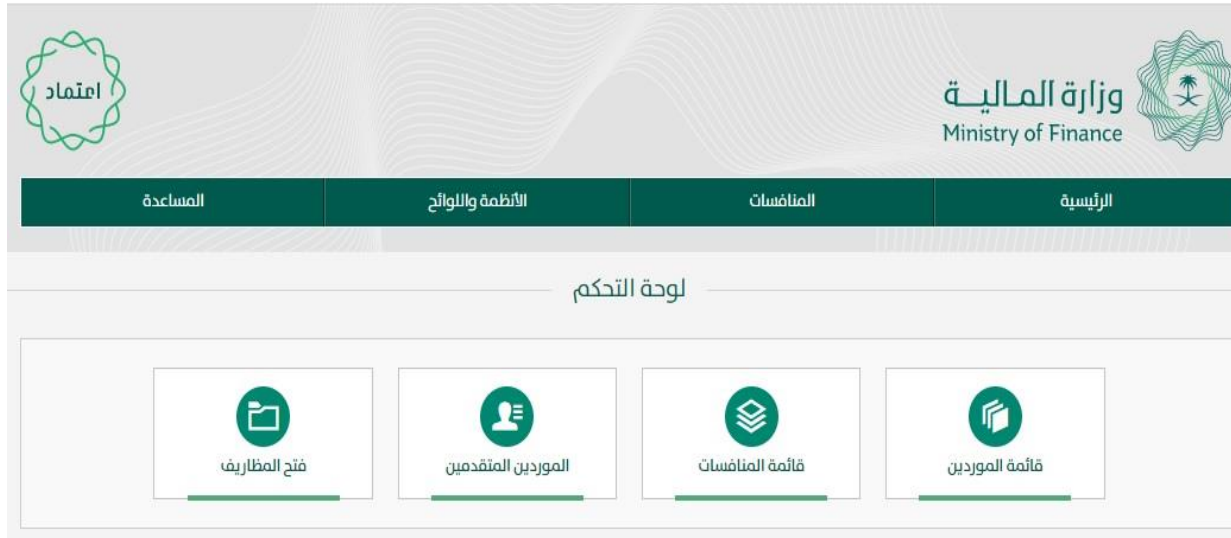 وزارة المالية
Ministry of Finance
اعتماد
الرئيسية
المنافسات
الأنظمة واللوائح
المساعدة
لوحة التحكم
قائمة الموردين
قائمة المنافسات
الموردين المتقدمين
فتح المظاريف